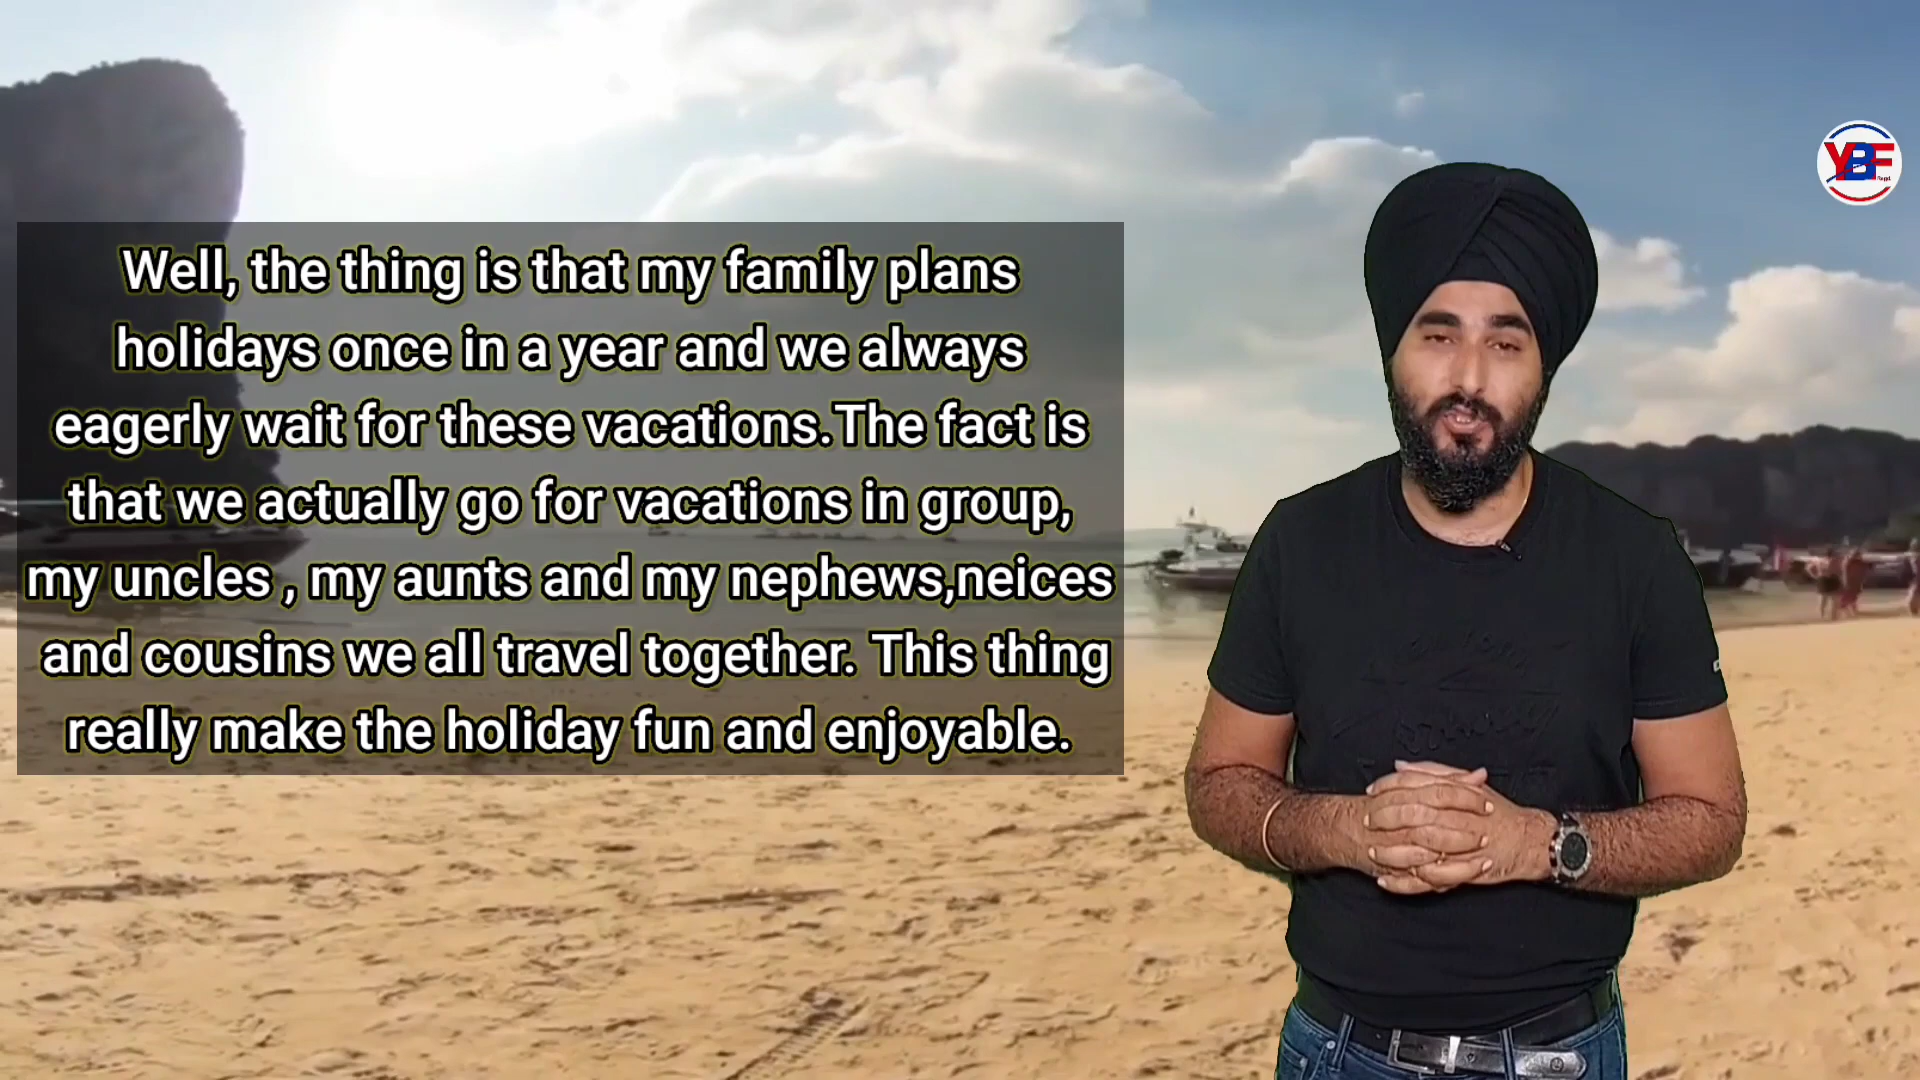 Well, the thing is that my family plans
holidays once in a year and we always
eagerly wait for these vacations.The fact is
that we actually go for vacations in group,
my uncles , my aunts and my nephews,neices
and cousins we all travel together. This thing
really make the holiday fun and enjoyable.
YBF